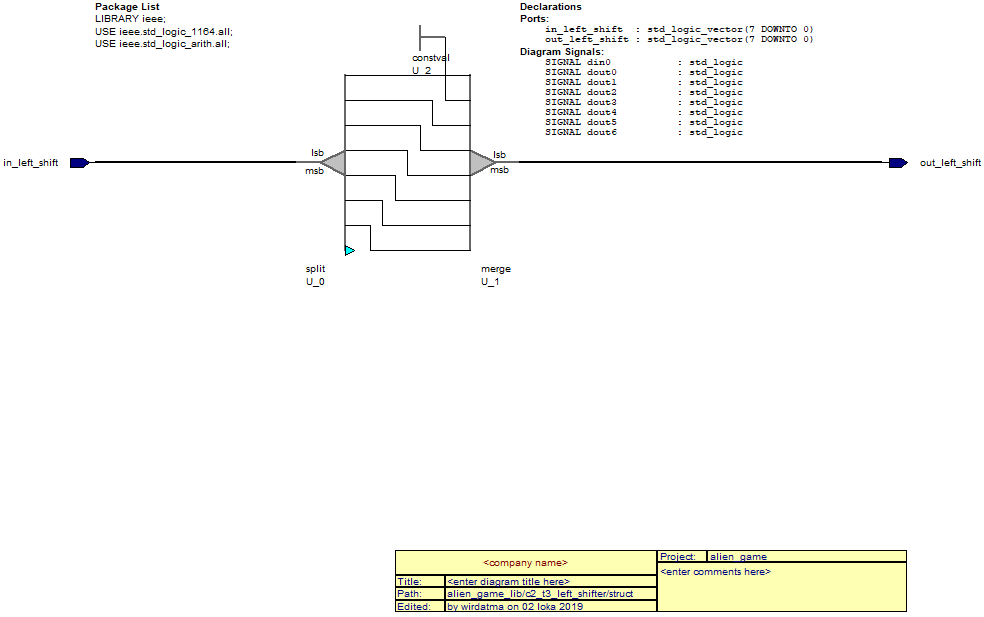 Package List
LIBRARY ieee;
USE ieee.std_logic_1164.all;
USE ieee.std_logic_arith.all;
Declarations
Ports:
in_left_shift : std_logic_vector(7 DOWNTO 0)
out_left_shift : std_logic_vector(7 DOWNTO 0)
Diagram Signals:
SIGNAL din0 : std_logic
SIGNAL dout0 : std_logic
SIGNAL dout1 : std_logic
SIGNAL dout2 : std_logic
SIGNAL dout3 : std_logic
SIGNAL dout4 : std_logic
SIGNAL dout5 : std_logic
SIGNAL dout6 : std_logic
constval
U_2
in_left_shift
lsb
msb
lsb
msb
out_left_shift
split
U_0
merge
U_1
<company name>
Title: <enter diagram title here>
Path: alien_game_lib/c2_t3_left_shifter/struct
Edited: by wirdatma on 02 loka 2019
Project: alien_game
<enter comments here>